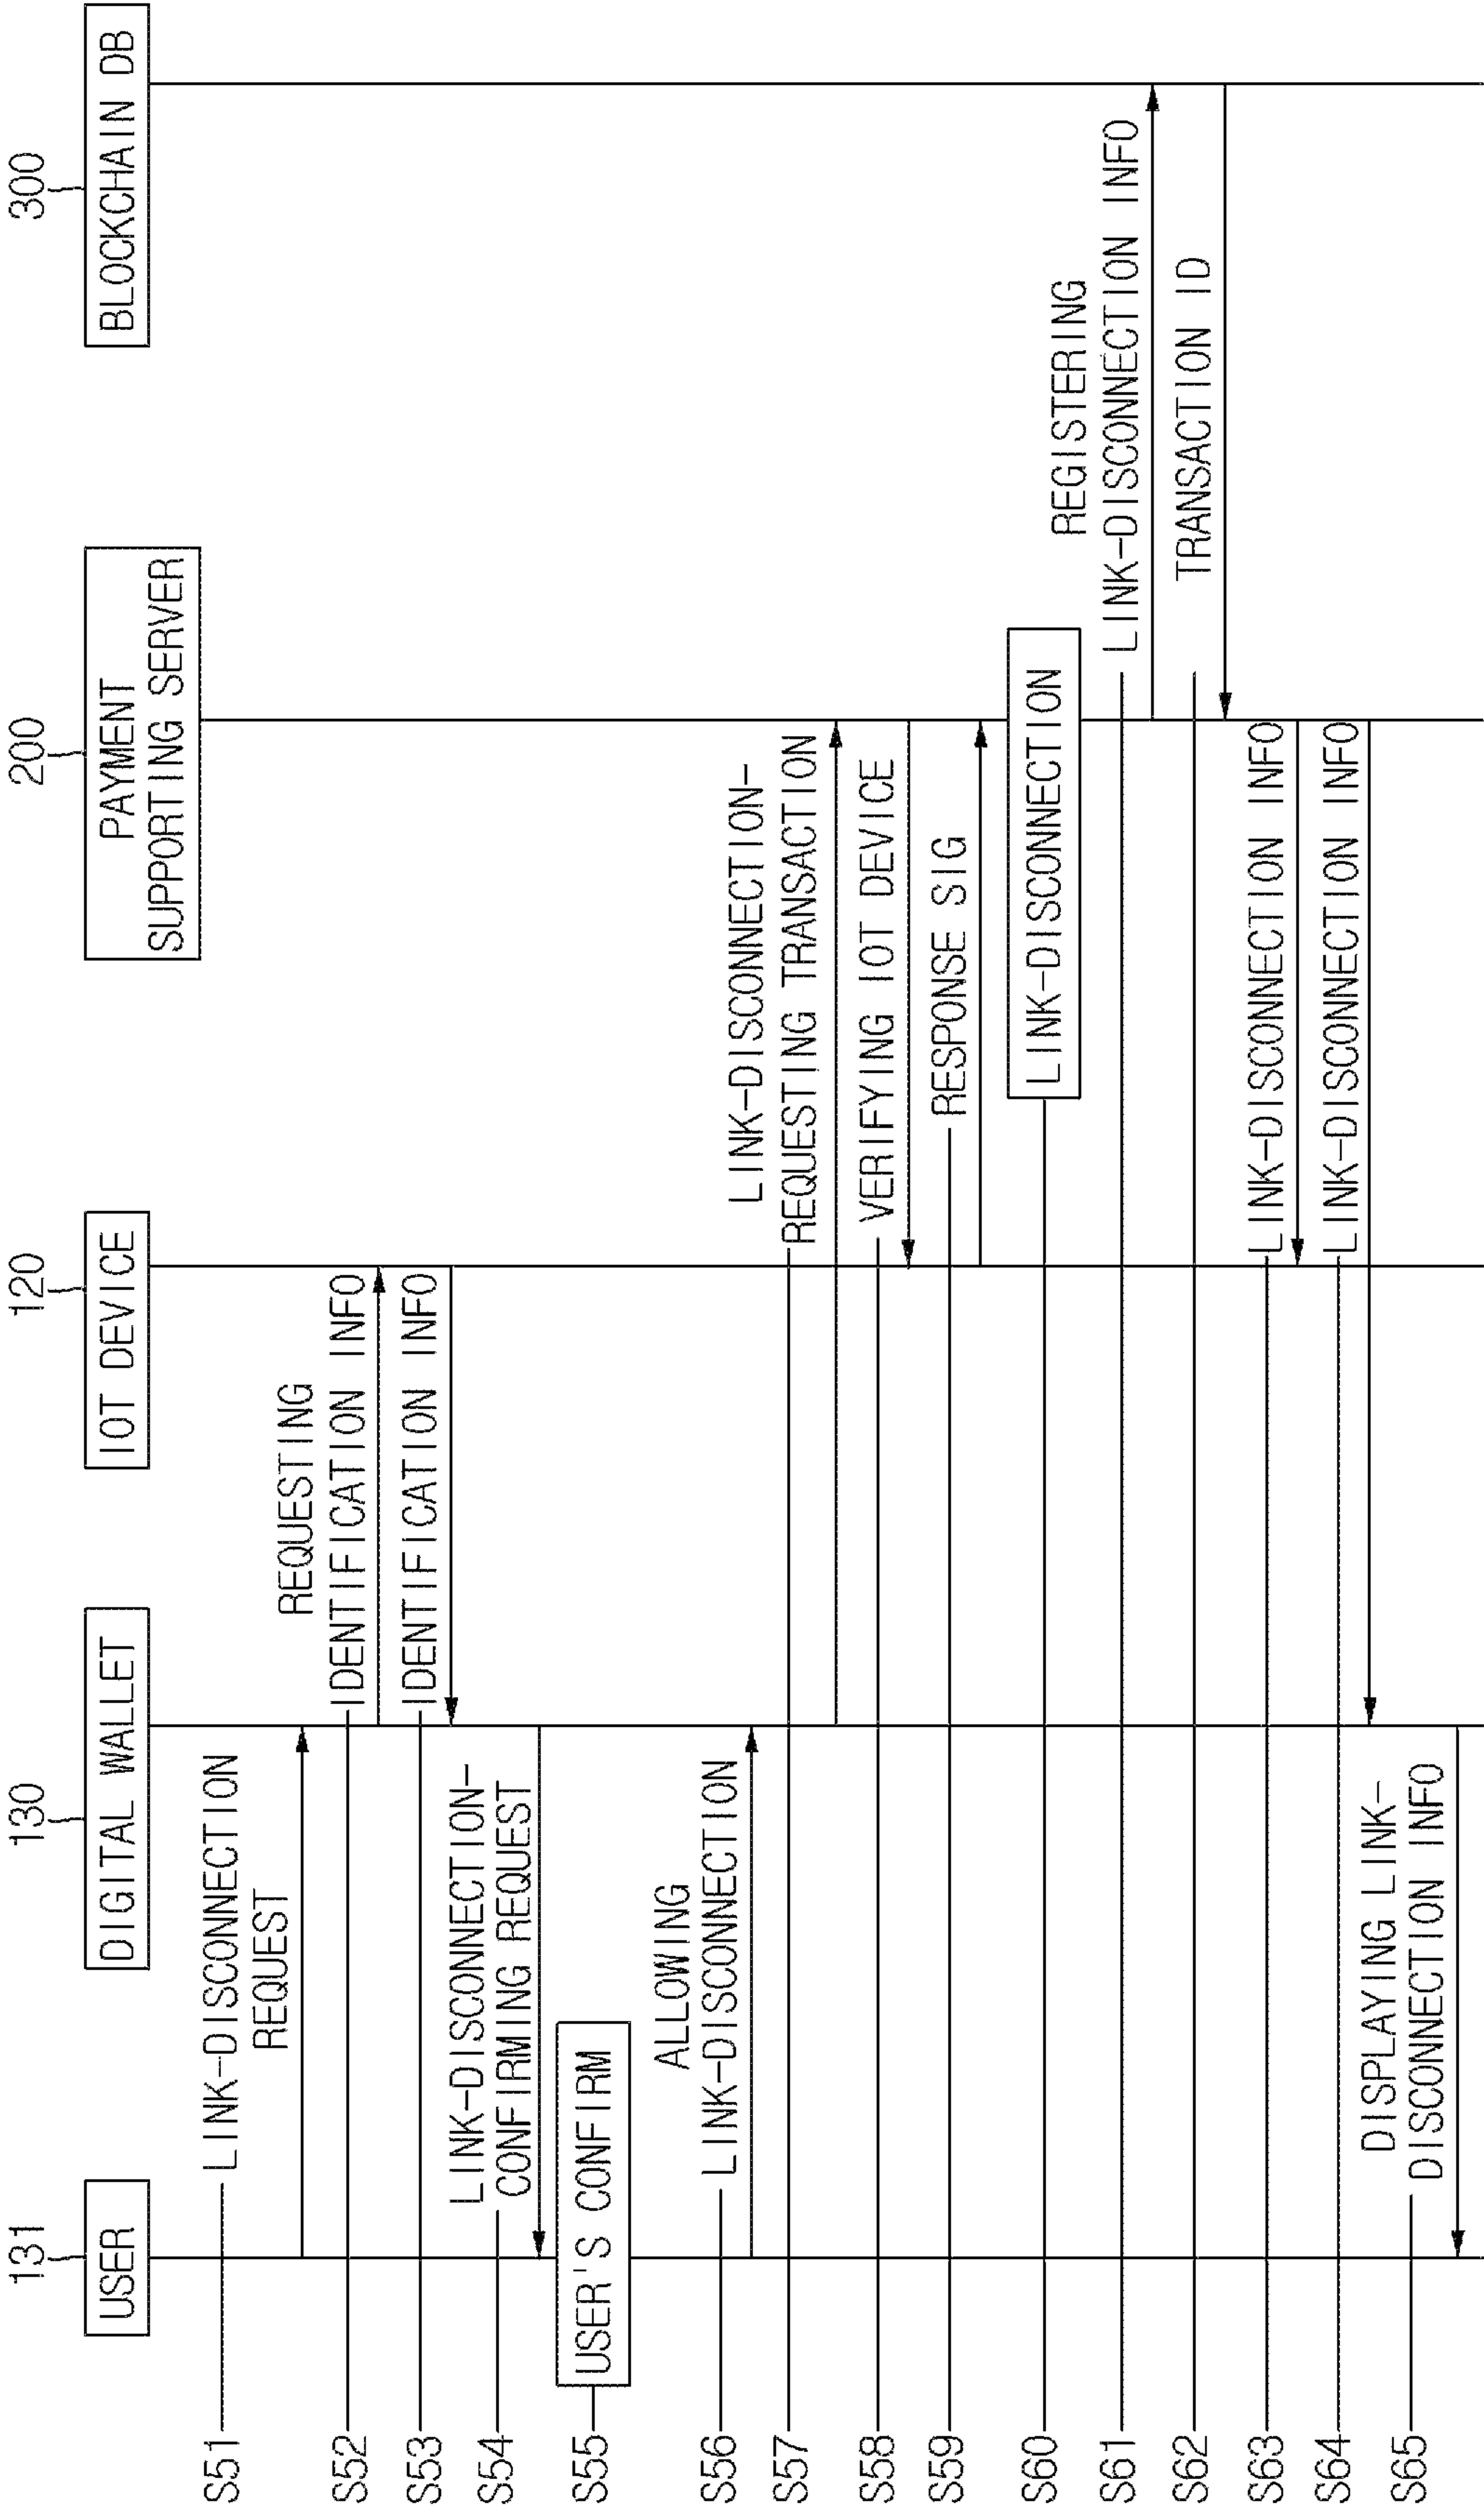 131
130
120
200
300
USER
DIGITAL WALLET
IOT DEVICE
PAYMENT
SUPPORTING SERVER
BLOCKCHAIN DB
S51
LINK-DISCONNECTION
REQUEST
S52
REQUESTING
IDENTIFICATION INFO
S53
IDENTIFICATION INFO
S54
LINK-DISCONNECTION-
CONFIRMING REQUEST
S55
USER'S CONFIRM
S56
ALLOWING
LINK-DISCONNECTION
S57
LINK-DISCONNECTION-
REQUESTING TRANSACTION
S58
VERIFYING IOT DEVICE
S59
RESPONSE SIG
S60
LINK-DISCONNECTION
S61
REGISTERING
LINK-DISCONNECTION INFO
S62
TRANSACTION ID
S63
LINK-DISCONNECTION INFO
S64
LINK-DISCONNECTION INFO
S65
DISPLAYING LINK-
DISCONNECTION INFO